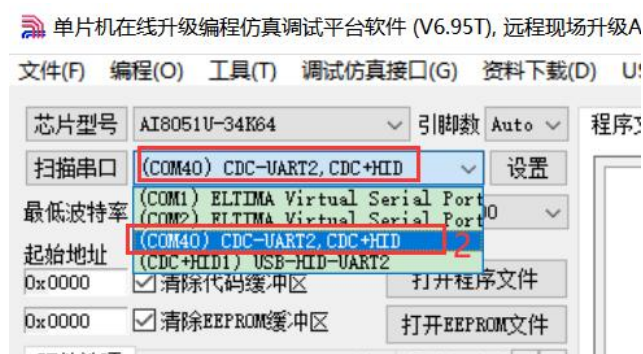 单片机在线升级编程仿真调试平台软件 (V6.95T), 远程现场升级A
文件(F) 编程(O) 工具(T) 调试仿真接口(G) 资料下载(D) U
芯片型号 AI8051U-34K64 引脚数 Auto 程序
扫描串口 (COM40) CDC-UART2,CDC+HID 设置
最低波特率 (COM1) ELTIMA Virtual Serial Port
(COM2) ELTIMA Virtual Serial Port
(COM40) CDC-UART2,CDC+HID 2
起始地址 (CDC+HID1) USB-HID-UART2
0x0000 清除代码缓冲区 打开程序文件
0x0000 清除EEPROM缓冲区 打开EEPROM文件